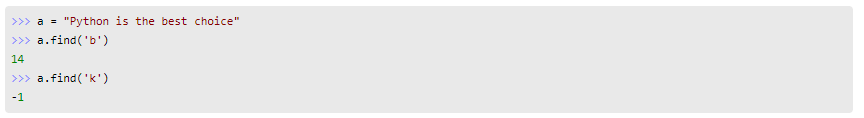 >>> a = "Python is the best choice"
>>> a.find('b')
14
>>> a.find('k')
-1